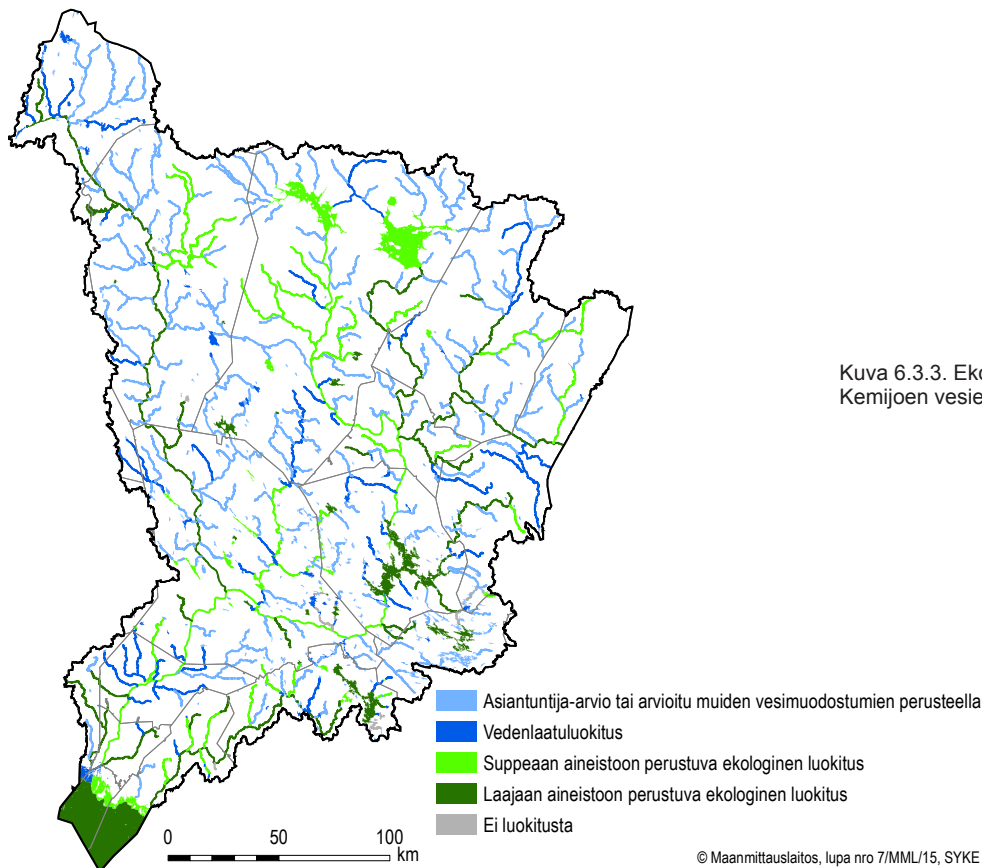 Kuva 6.3.3. Eko
Kemijoen vesie
Asiantuntija-arvio tai arvioitu muiden vesimuodostumien perusteella
Vedenlaatuluokitus
Suppeaan aineistoon perustuva ekologinen luokitus
Laajaan aineistoon perustuva ekologinen luokitus
Ei luokitusta
0 50 100
km
© Maanmittauslaitos, lupa nro 7/MML/15, SYKE